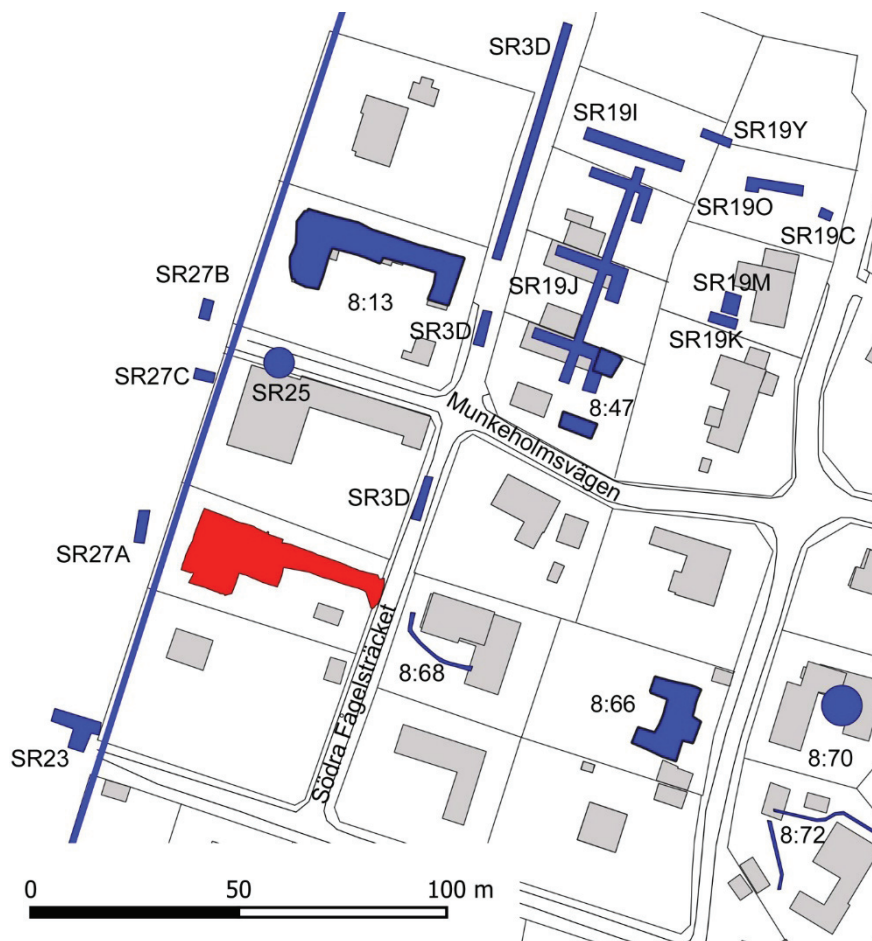 SR3D
SR19I
SR19Y
SR19O
SR19C
SR27B
SR19J
SR19M
8:13
SR3D
SR19K
SR27C
SR25
8:47
Munkeholmsvägen
SR3D
SR27A
8:68
Södra Fågelsträcket
8:66
SR23
8:70
8:72
0 50 100 m